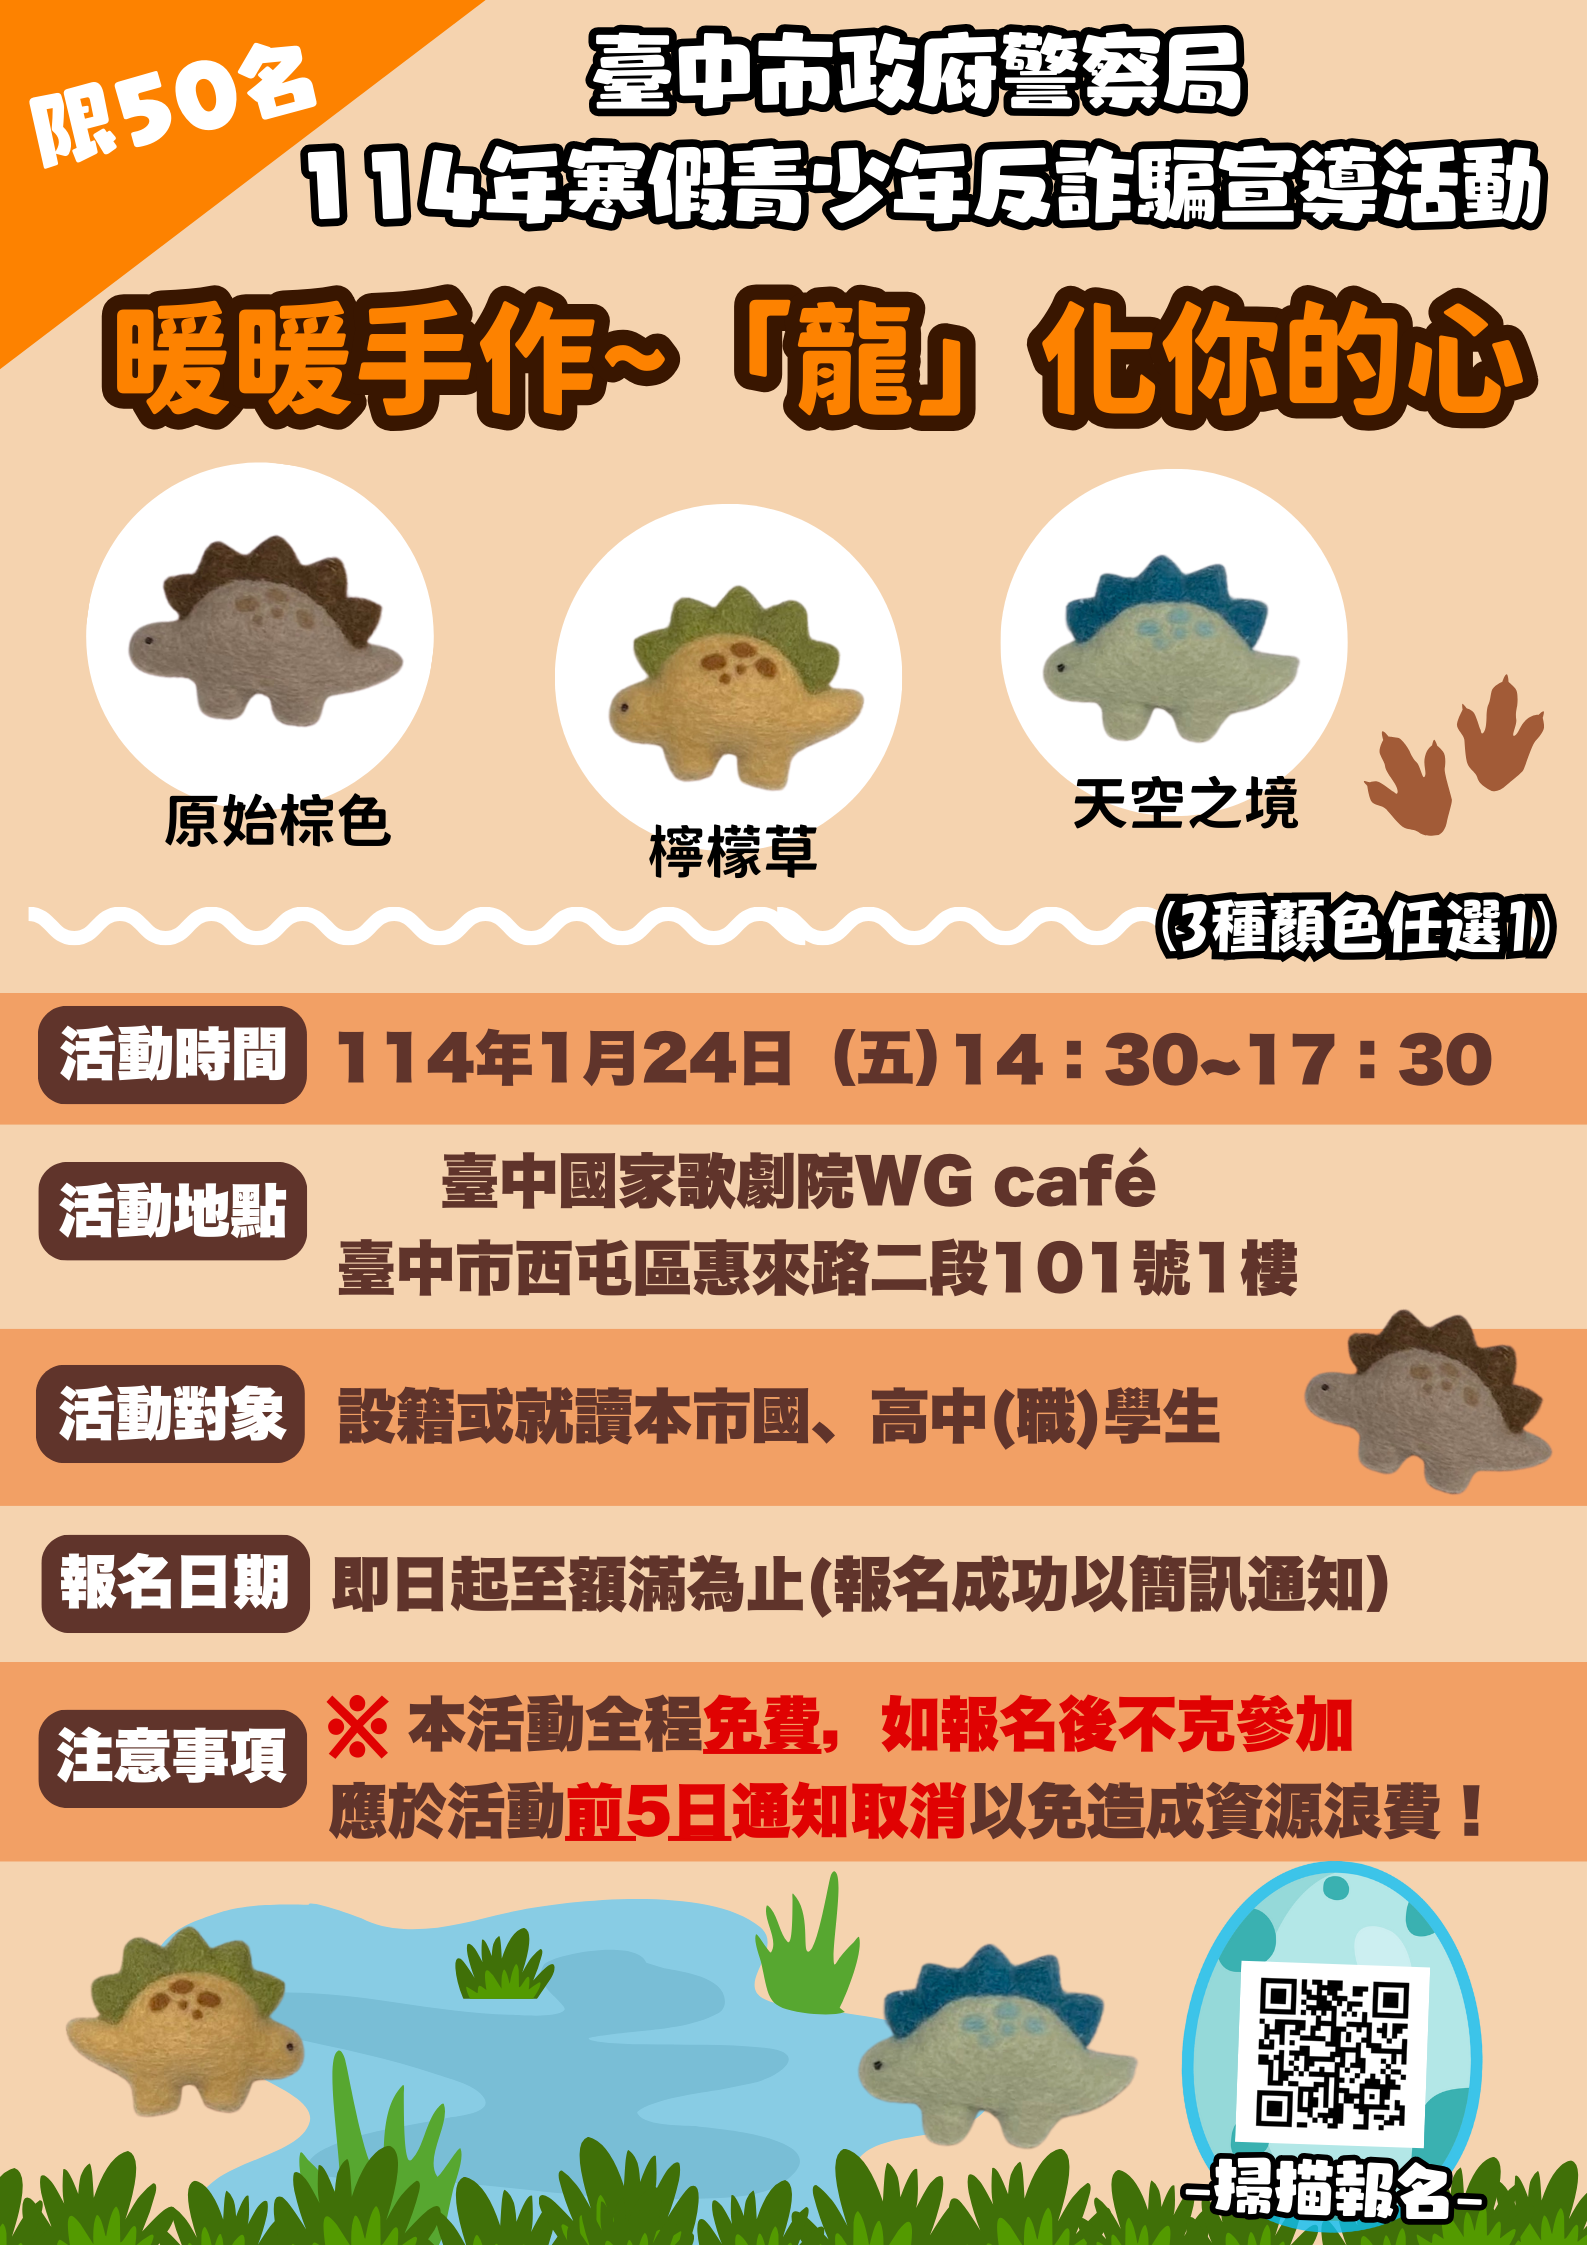 限50名
臺中市政府警察局
114年寒假青少年反詐騙宣導活動
暖暖手作~「龍」化你的心
原始棕色
檸檬草
天空之境
(3種顏色任選1)
活動時間
114年1月24日（五）14：30~17：30
活動地點
臺中國家歌劇院WG café
臺中市西屯區惠來路二段101號1樓
活動對象
設籍或就讀本市國、高中(職)學生
報名日期
即日起至額滿為止(報名成功以簡訊通知)
注意事項
※ 本活動全程免費，如報名後不克參加
應於活動前5日通知取消以免造成資源浪費！
-掃描報名-